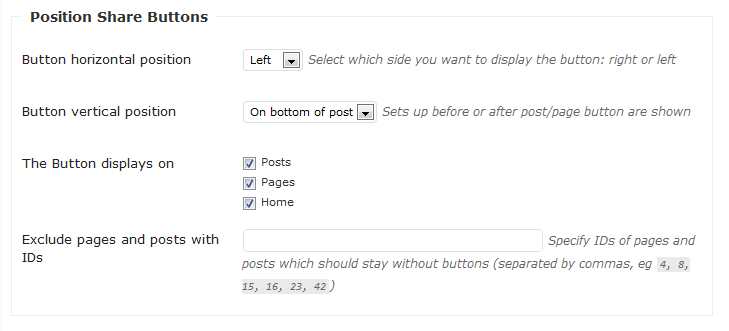 Position Share Buttons
Button horizontal position Left Select which side you want to display the button: right or left
Button vertical position On bottom of post Sets up before or after post/page button are shown
The Button displays on Posts
Pages
Home
Exclude pages and posts with IDs Specify IDs of pages and
posts which should stay without buttons (separated by commas, eg 4, 8,
15, 16, 23, 42)